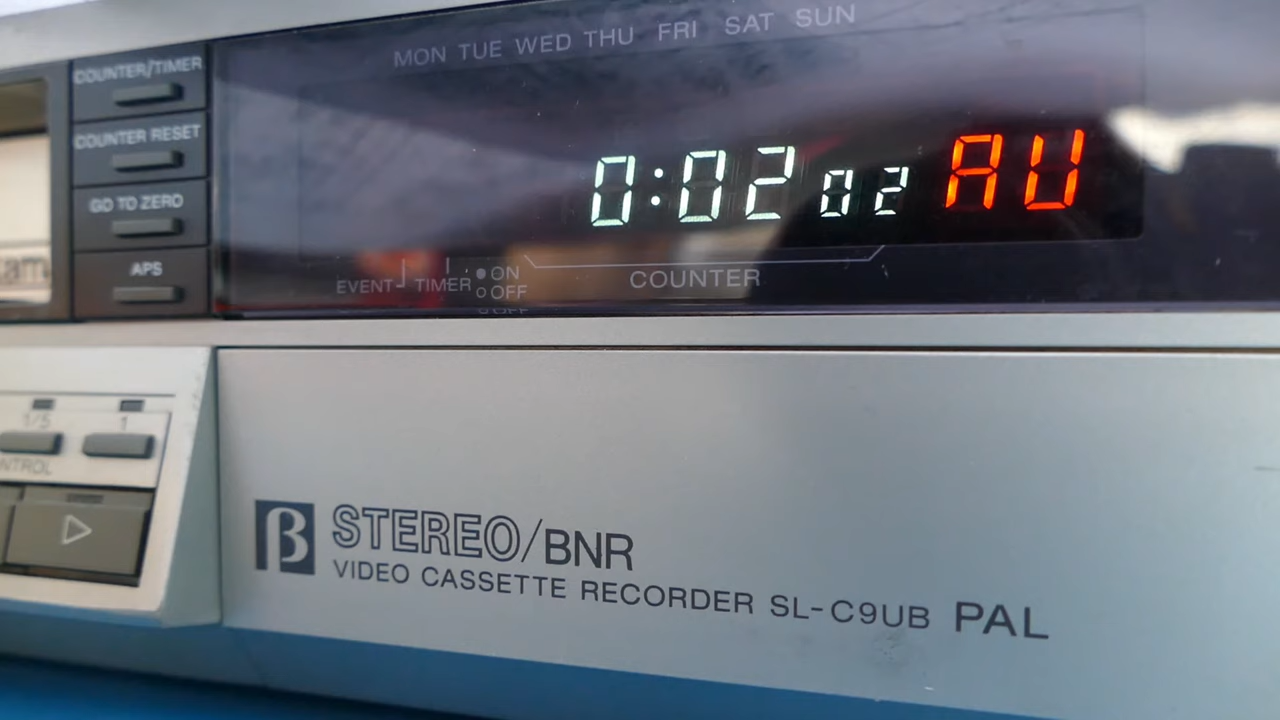 MON TUE WED THU FRI SAT SUN
COUNTER/TIMER
COUNTER RESET
GO TO ZERO
APS
0:02 02 AU
EVENT TIMER ON
OFF
COUNTER
1/5 1
β STEREO/BNR
VIDEO CASSETTE RECORDER SL-C9UB PAL